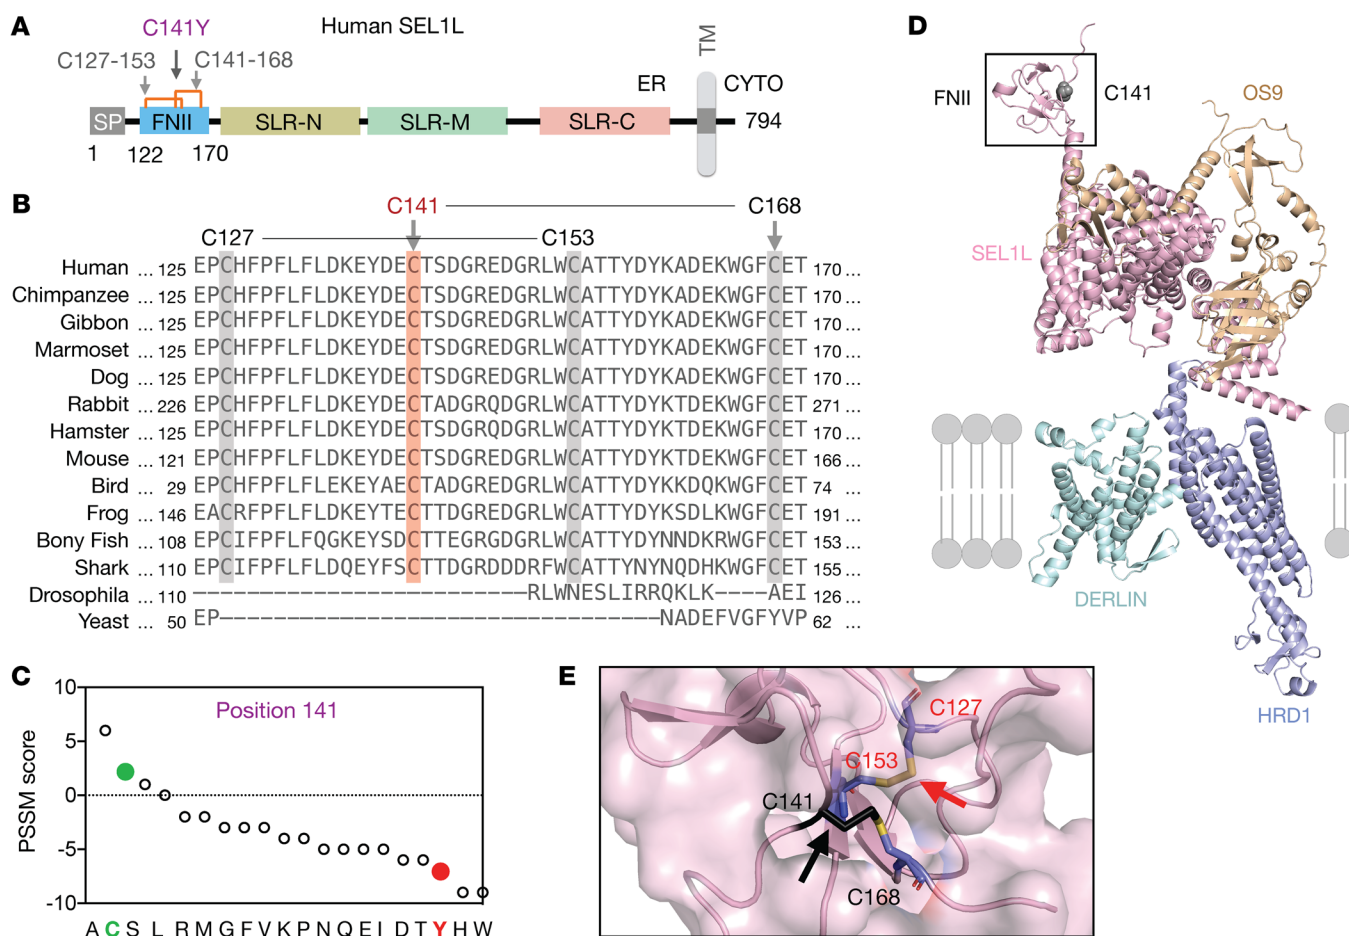 A
Human SEL1L
C141Y
C127-153
C141-168
TM
ER
CYTO
SP
FNII
SLR-N
SLR-M
SLR-C
794
1
122
170
B
C141
C168
C127
C153
Human ... 125 EPCHFPFLFLDKEYDECTSDGREDGRLWCATTYDYKADEKWGFCET 170 ...
Chimpanzee ... 125 EPCHFPFLFLDKEYDECTSDGREDGRLWCATTYDYKADEKWGFCET 170 ...
Gibbon ... 125 EPCHFPFLFLDKEYDECTSDGREDGRLWCATTYDYKADEKWGFCET 170 ...
Marmoset ... 125 EPCHFPFLFLDKEYDECTSDGREDGRLWCATTYDYKADEKWGFCET 170 ...
Dog ... 125 EPCHFPFLFLDKEYDECTSDGREDGRLWCATTYDYKADEKWGFCET 170 ...
Rabbit ... 226 EPCHFPFLFLDKEYDECTADGRQDGRLWCATTYDYKTDEKWGFCET 271 ...
Hamster ... 125 EPCHFPFLFLDKEYDECTSDGRQDGRLWCATTYDYKTDEKWGFCET 170 ...
Mouse ... 121 EPCHFPFLFLDKEYDECTSDGREDGRLWCATTYDYKTDEKWGFCET 166 ...
Bird ... 29 EPCHFPFLFLEKEYAECTADGREDGRLWCATTYDYKKDQKWGFCET 74 ...
Frog ... 146 EACRFPFLFLDKEYTECTTDGREDGRLWCATTYDYKSDLKWGFCET 191 ...
Bony Fish ... 108 EPCIFPFLFQGKEYSDCTTEGRGDGRLWCATTYDYNNDKRWGFCET 153 ...
Shark ... 110 EPCIFPFLFLDQEYFSCTTDGRDDDRFWCATTYNYNQDHKWGFCET 155 ...
Drosophila ... 110 -------------------------RLWNESLIRRQKLK----AEI 126 ...
Yeast ... 50 EP---------------------------------NADEFVGFYVP 62 ...
C
10
5
0
-5
-10
PSSM score
Position 141
A C S L R M G F V K P N Q E I D T Y H W
D
FNII
C141
OS9
SEL1L
DERLIN
HRD1
E
C127
C153
C141
C168